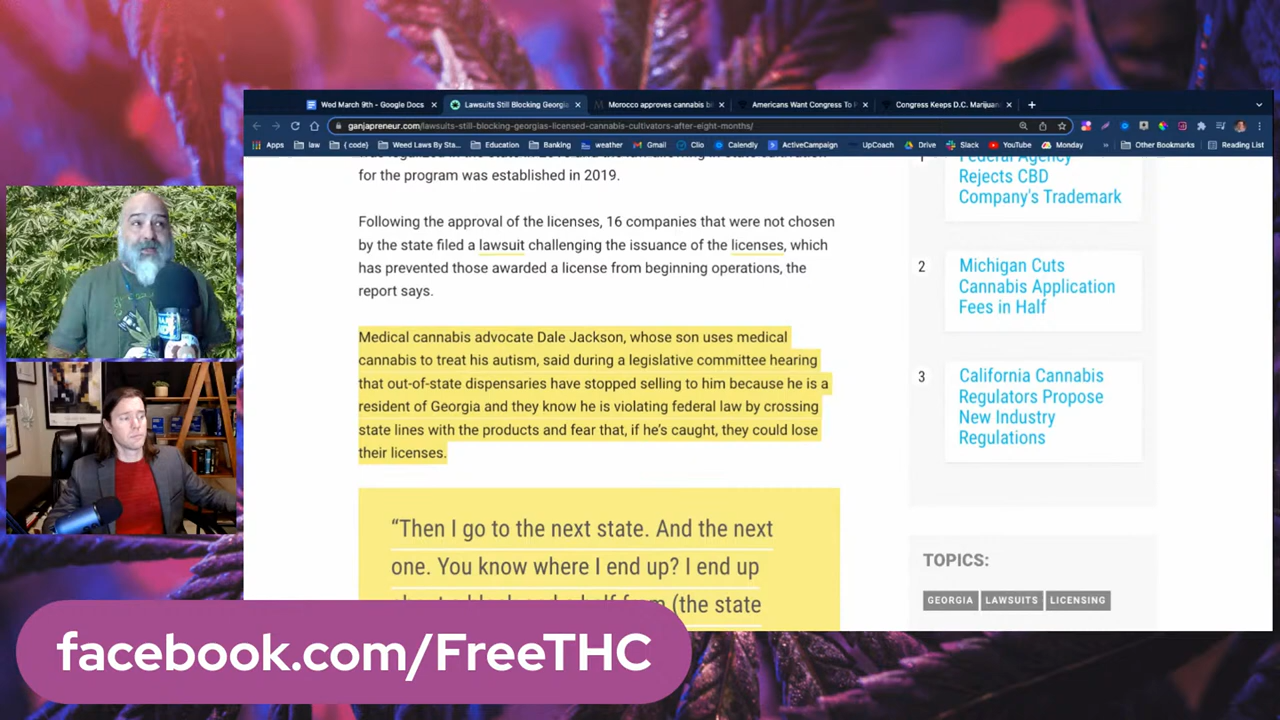 Wed March 9th - Google Docs
Lawsuits Still Blocking Georgia
Morocco approves cannabis bi
Americans Want Congress To P
Congress Keeps D.C. Marijuan
ganjapreneur.com/lawsuits-still-blocking-georgias-licensed-cannabis-cultivators-after-eight-months/
Apps law { code} Weed Laws By Sta... Education Banking weather Gmail Clio Calendly ActiveCampaign UpCoach Drive Slack YouTube Monday » Other Bookmarks Reading List
for the program was established in 2019.
Following the approval of the licenses, 16 companies that were not chosen
by the state filed a lawsuit challenging the issuance of the licenses, which
has prevented those awarded a license from beginning operations, the
report says.
Medical cannabis advocate Dale Jackson, whose son uses medical
cannabis to treat his autism, said during a legislative committee hearing
that out-of-state dispensaries have stopped selling to him because he is a
resident of Georgia and they know he is violating federal law by crossing
state lines with the products and fear that, if he's caught, they could lose
their licenses.
“Then I go to the next state. And the next
one. You know where I end up? I end up
(the state
1
Federal Agency
Rejects CBD
Company's Trademark
2
Michigan Cuts
Cannabis Application
Fees in Half
3
California Cannabis
Regulators Propose
New Industry
Regulations
TOPICS:
GEORGIA LAWSUITS LICENSING
facebook.com/FreeTHC